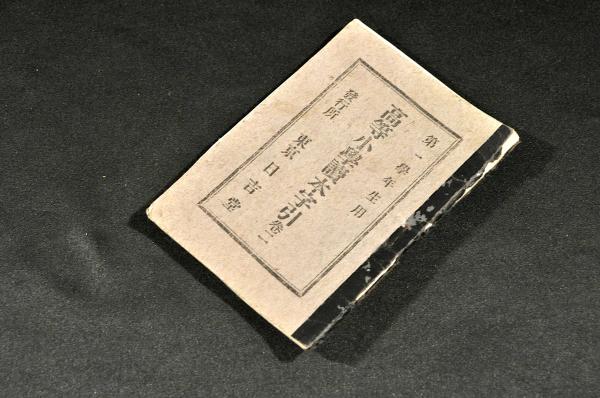 第一學年生用
高等小學讀本字引 卷二
發行所 東京 日吉堂